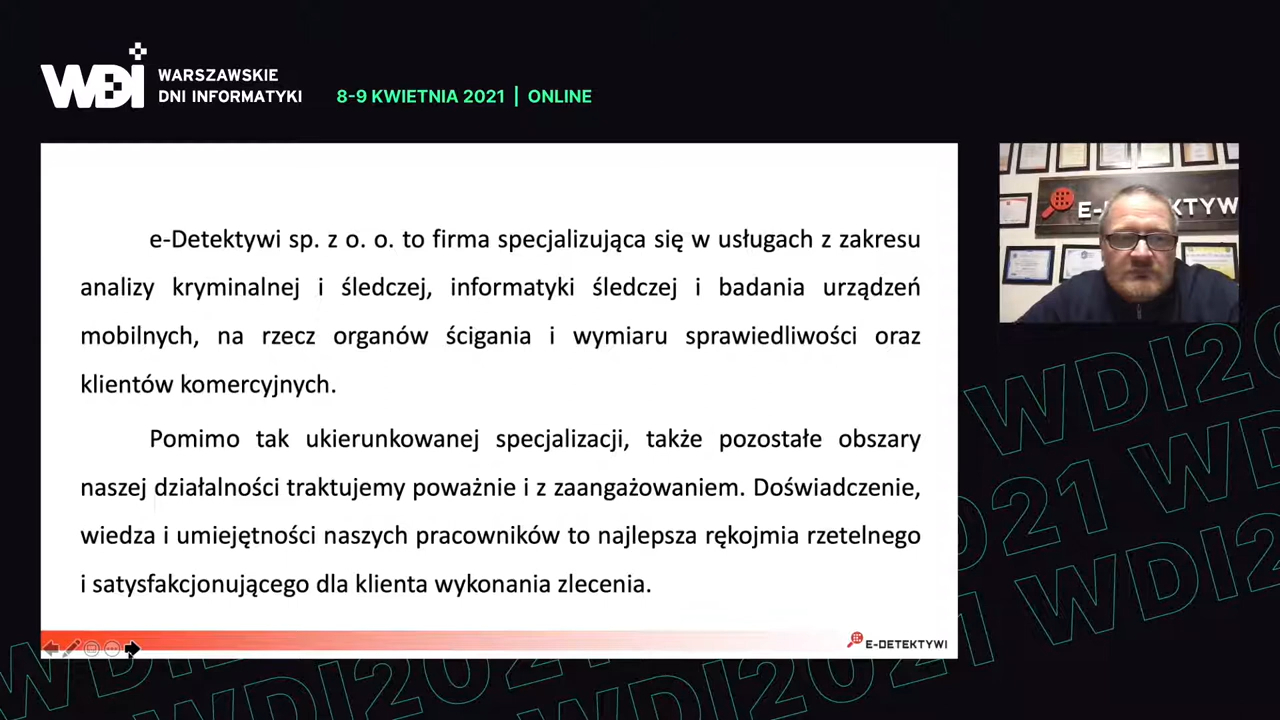 WDI
WARSZAWSKIE
DNI INFORMATYKI
8-9 KWIETNIA 2021 | ONLINE
e-Detektywi sp. z o. o. to firma specjalizująca się w usługach z zakresu
analizy kryminalnej i śledczej, informatyki śledczej i badania urządzeń
mobilnych, na rzecz organów ścigania i wymiaru sprawiedliwości oraz
klientów komercyjnych.
Pomimo tak ukierunkowanej specjalizacji, także pozostałe obszary
naszej działalności traktujemy poważnie i z zaangażowaniem. Doświadczenie,
wiedza i umiejętności naszych pracowników to najlepsza rękojmia rzetelnego
i satysfakcjonującego dla klienta wykonania zlecenia.
E-DETEKTYWI